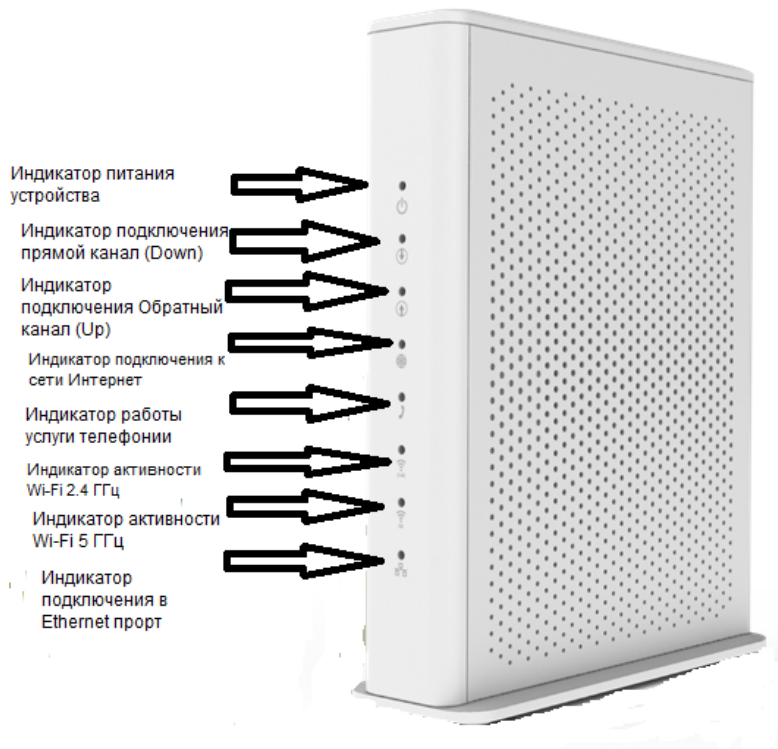 Индикатор питания
устройства
Индикатор подключения
прямой канал (Down)
Индикатор
подключения Обратный
канал (Up)
Индикатор подключения к
сети Интернет
Индикатор работы
услуги телефонии
Индикатор активности
Wi-Fi 2.4 ГГц
Индикатор активности
Wi-Fi 5 ГГц
Индикатор
подключения в
Ethernet прорт